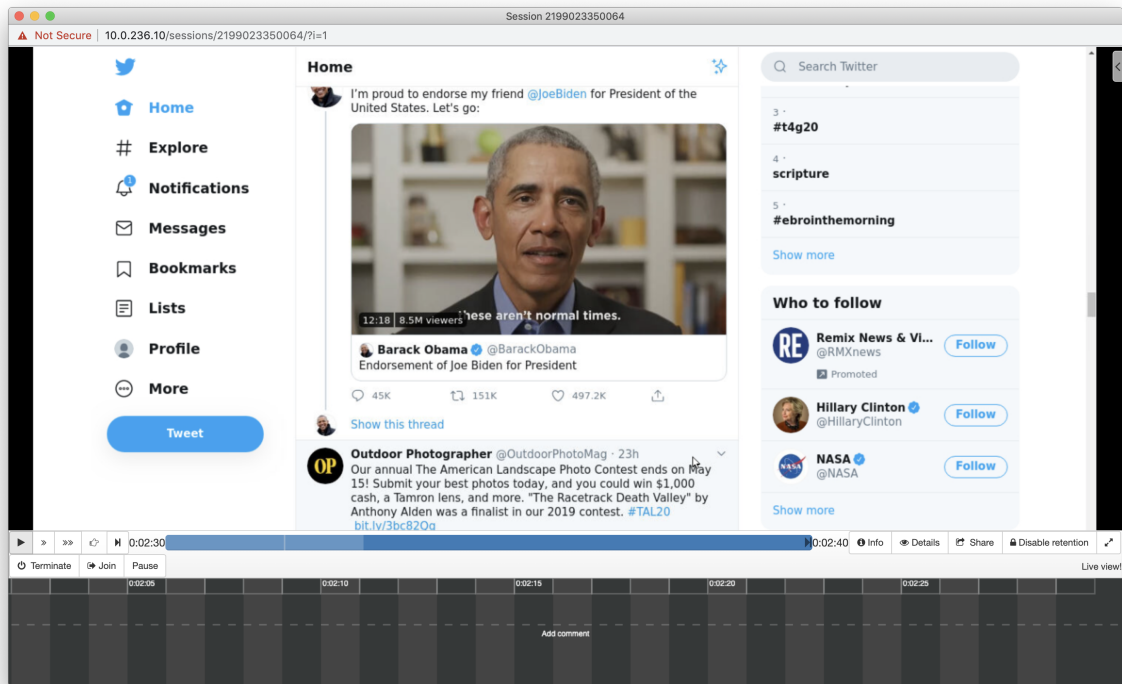 Session 2199023350064
Not Secure | 10.0.236.10/sessions/2199023350064/?i=1
Home
Explore
1
Notifications
Messages
Bookmarks
Lists
Profile
More
Tweet
Home
I'm proud to endorse my friend @JoeBiden for President of the
United States. Let's go:
these aren't normal times.
12:18 | 8.5M viewers
Barack Obama @BarackObama
Endorsement of Joe Biden for President
45K 151K 497.2K
Show this thread
OP
Outdoor Photographer @OutdoorPhotoMag · 23h
Our annual The American Landscape Photo Contest ends on May
15! Submit your best photos today, and you could win $1,000
cash, a Tamron lens, and more. "The Racetrack Death Valley" by
Anthony Alden was a finalist in our 2019 contest. #TAL20
bit.ly/3bc82Oq
Search Twitter
3 ·
#t4g20
4 ·
scripture
5 ·
#ebrointhemorning
Show more
Who to follow
RE
Remix News & Vi...
@RMXnews
Follow
Promoted
Hillary Clinton
@HillaryClinton
Follow
NASA
NASA
@NASA
Follow
Show more
0:02:30 0:02:40 Info Details Share Disable retention
Terminate Join Pause Live view!
0:02:05 0:02:10 0:02:15 0:02:20 0:02:25
Add comment